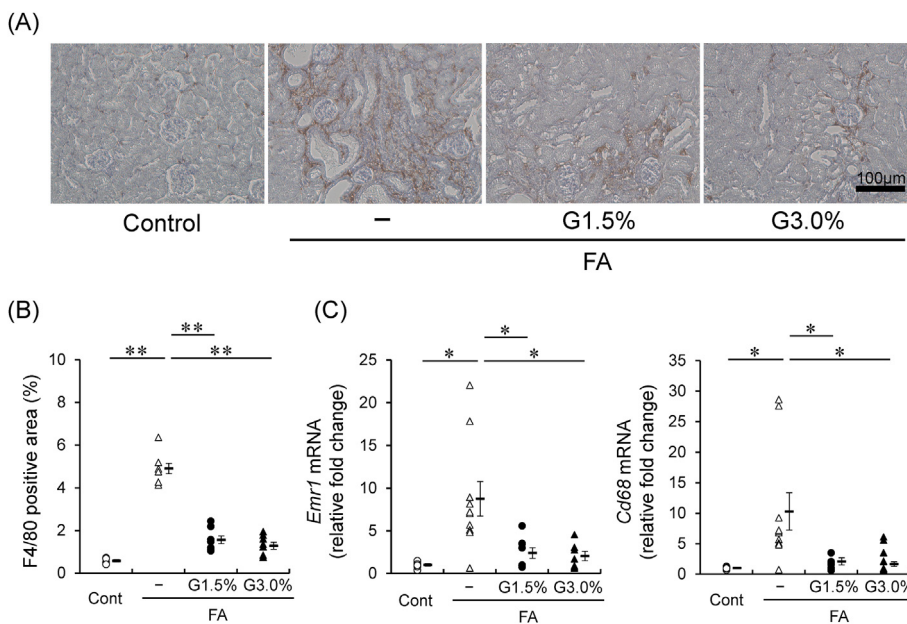 (A)
100μm
Control
–
G1.5%
G3.0%
FA
(B)
**
**
**
F4/80 positive area (%)
10
8
6
4
2
0
Cont
–
G1.5%
G3.0%
FA
(C)
*
*
*
Emr1 mRNA
(relative fold change)
25
20
15
10
5
0
Cont
–
G1.5%
G3.0%
FA
*
*
*
Cd68 mRNA
(relative fold change)
35
30
25
20
15
10
5
0
Cont
–
G1.5%
G3.0%
FA